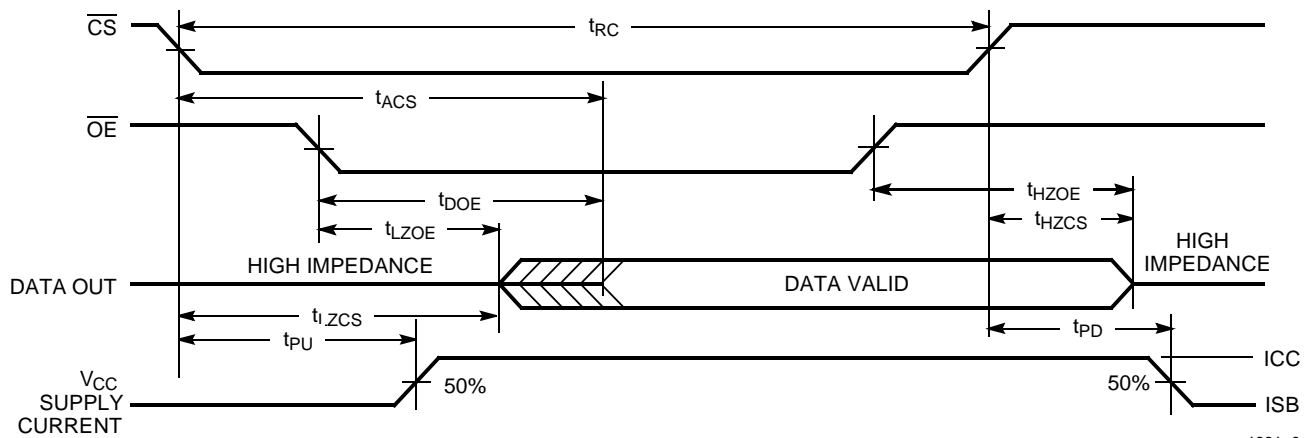 CS
tRC
tACS
OE
tDOE
tHZOE
tLZOE
tHZCS
HIGH IMPEDANCE
HIGH
IMPEDANCE
DATA OUT
DATA VALID
tLZCS
tPU
tPD
VCC
SUPPLY
CURRENT
50%
50%
ICC
ISB